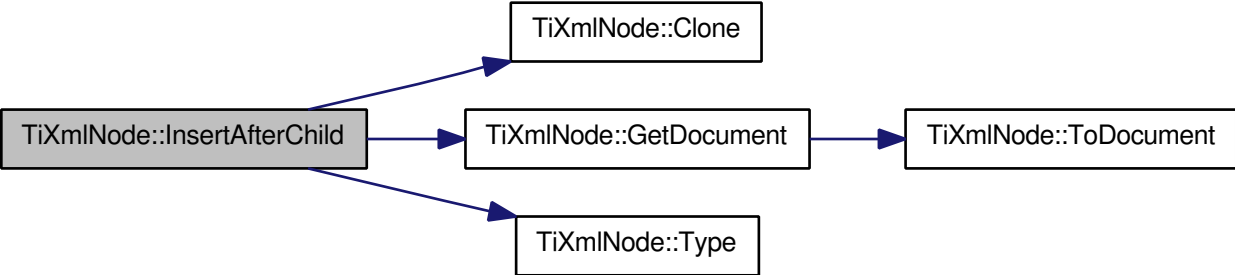 TiXmlNode::Clone
TiXmlNode::InsertAfterChild
TiXmlNode::GetDocument
TiXmlNode::ToDocument
TiXmlNode::Type